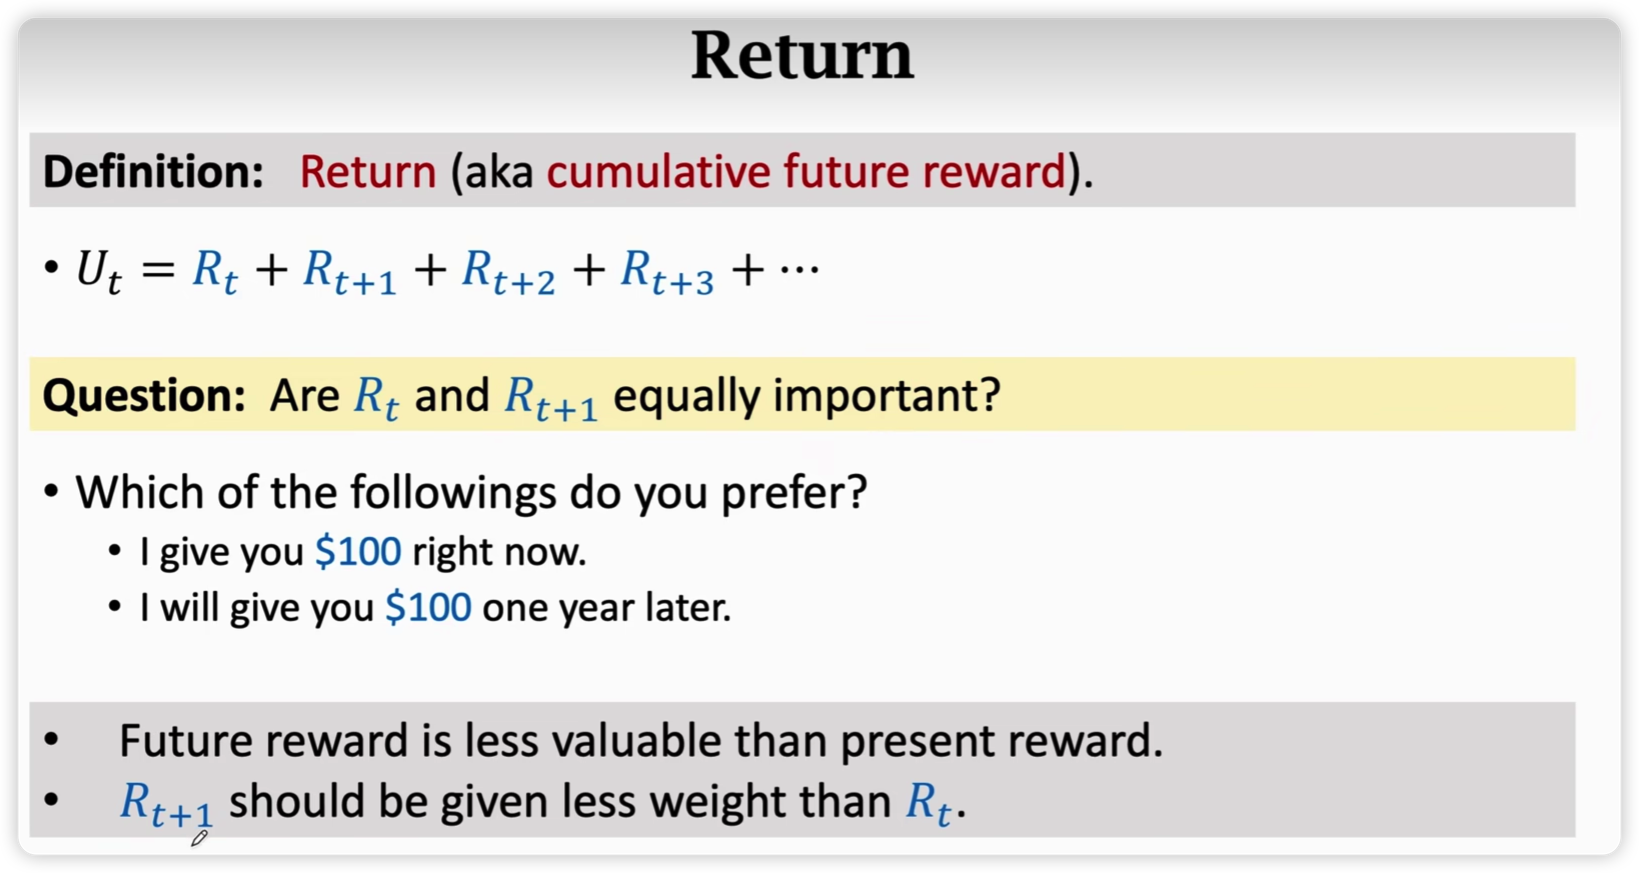 Return
Definition: Return (aka cumulative future reward).
• U_t = R_t + R_{t+1} + R_{t+2} + R_{t+3} + ⋯
Question: Are R_t and R_{t+1} equally important?
• Which of the followings do you prefer?
• I give you $100 right now.
• I will give you $100 one year later.
• Future reward is less valuable than present reward.
• R_{t+1} should be given less weight than R_t.